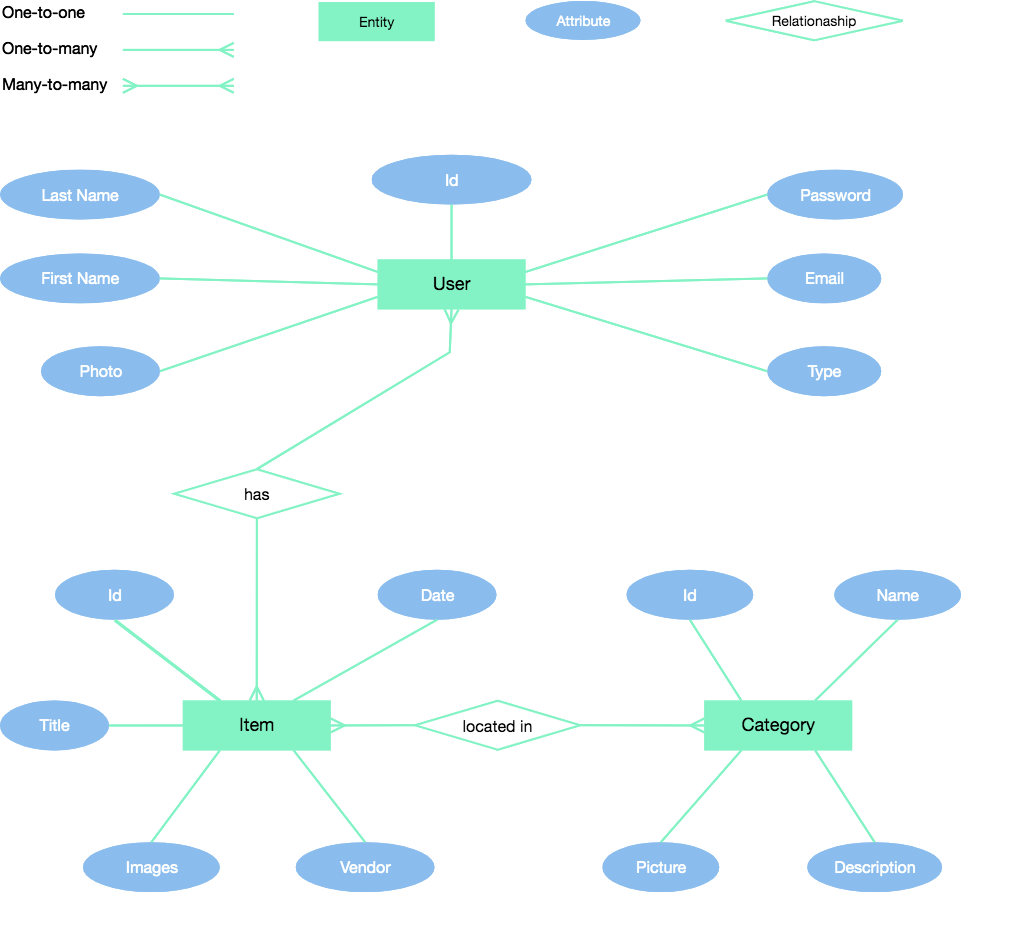 One-to-one
Entity
Attribute
Relationaship
One-to-many
Many-to-many
Id
Last Name
Password
First Name
User
Email
Photo
Type
has
Id
Date
Id
Name
Title
Item
located in
Category
Images
Vendor
Picture
Description